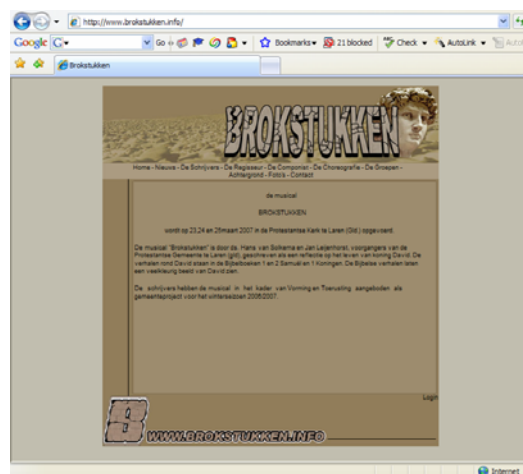 http://www.brokstukken.info/
Google G Go Bookmarks 21 blocked Check AutoLink
Brokstukken
BROKSTUKKEN
Home - Nieuws - De Schrijvers - De Regisseur - De Componist - De Choreografie - De Groepen -
Achtergrond - Foto's - Contact
de musical
BROKSTUKKEN
wordt op 23,24 en 25maart 2007 in de Protestantse Kerk te Laren (Gld.) opgevoerd.
De musical "Brokstukken" is door ds. Hans van Solkema en Jan Leijenhorst, voorgangers van de
Protestantse Gemeente te Laren (gld), geschreven als een reflectie op het leven van koning David. De
verhalen rond David staan in de Bijbelboeken 1 en 2 Samuel en 1 Koningen. De Bijbelse verhalen laten
een veelkleurig beeld van David zien.
De schrijvers hebben de musical in het kader van Vorming en Toerusting aangeboden als
gemeenteproject voor het winterseizoen 2006/2007.
Login
B WWW.BROKSTUKKEN.INFO
Internet